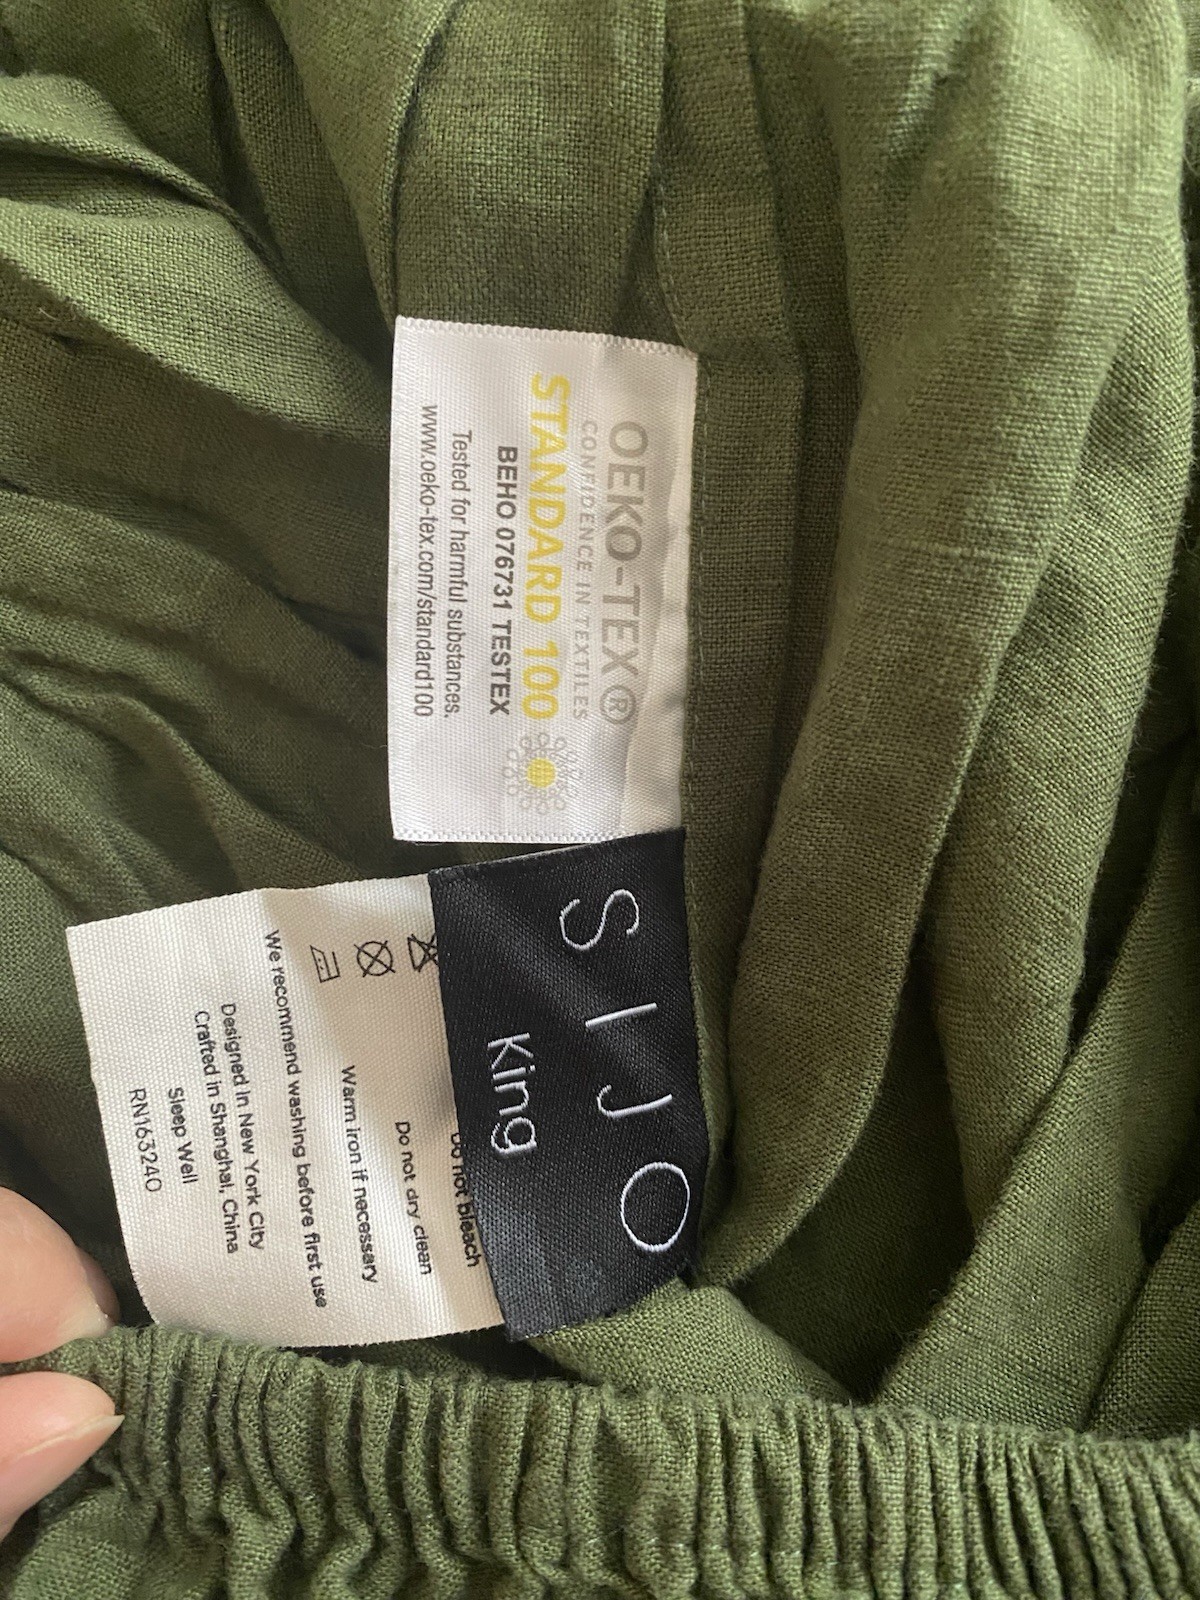 OEKO-TEX®
CONFIDENCE IN TEXTILES
STANDARD 100
BEHO 076731 TESTEX
Tested for harmful substances.
www.oeko-tex.com/standard100
SIJO
King
Do not bleach
Do not dry clean
Warm iron if necessary
We recommend washing before first use
Designed in New York City
Crafted in Shanghai, China
Sleep Well
RN163240